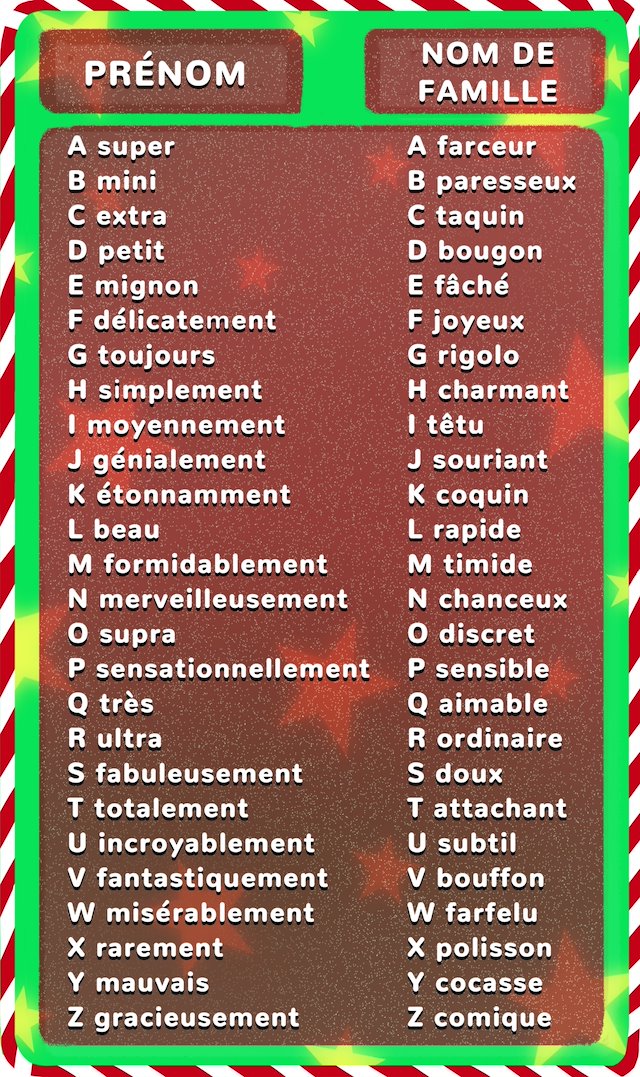 PRÉNOM
NOM DE
FAMILLE
A super
B mini
C extra
D petit
E mignon
F délicatement
G toujours
H simplement
I moyennement
J génialement
K étonnamment
L beau
M formidablement
N merveilleusement
O supra
P sensationnellement
Q très
R ultra
S fabuleusement
T totalement
U incroyablement
V fantastiquement
W misérablement
X rarement
Y mauvais
Z gracieusement
A farceur
B paresseux
C taquin
D bougon
E fâché
F joyeux
G rigolo
H charmant
I têtu
J souriant
K coquin
L rapide
M timide
N chanceux
O discret
P sensible
Q aimable
R ordinaire
S doux
T attachant
U subtil
V bouffon
W farfelu
X polisson
Y cocasse
Z comique